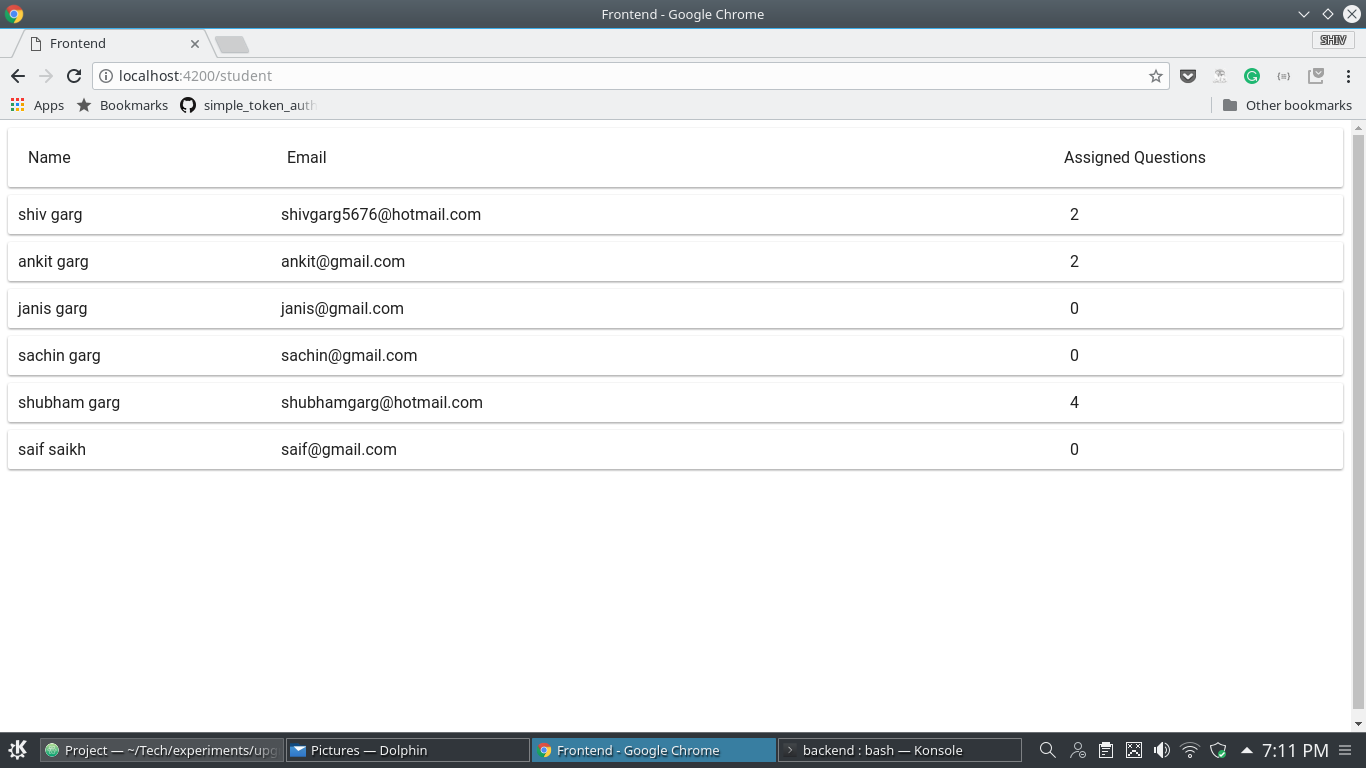 Frontend - Google Chrome
Frontend
SHIV
localhost:4200/student
Apps Bookmarks simple_token_auth Other bookmarks
Name Email Assigned Questions
shiv garg shivgarg5676@hotmail.com 2
ankit garg ankit@gmail.com 2
janis garg janis@gmail.com 0
sachin garg sachin@gmail.com 0
shubham garg shubhamgarg@hotmail.com 4
saif saikh saif@gmail.com 0
Project — ~/Tech/experiments/upg Pictures — Dolphin Frontend - Google Chrome backend : bash — Konsole 7:11 PM